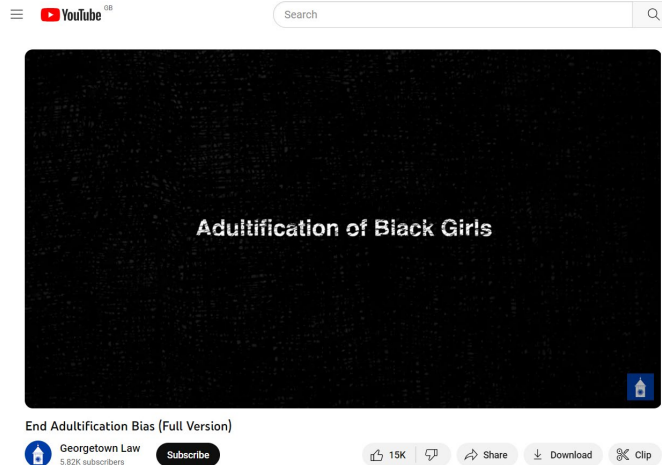 YouTube GB
Search
Adultification of Black Girls
End Adultification Bias (Full Version)
Georgetown Law
5.82K subscribers
Subscribe
15K
Share
Download
Clip